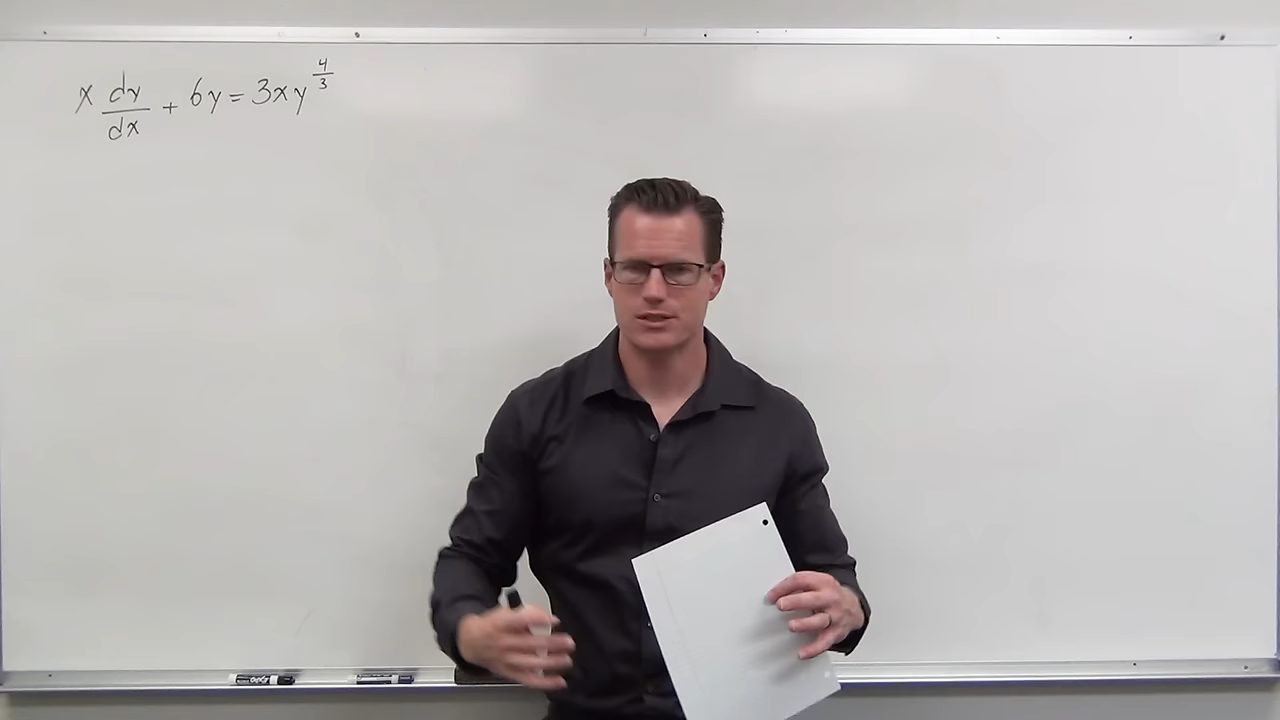 x dy/dx + 6y = 3xy^(4/3)